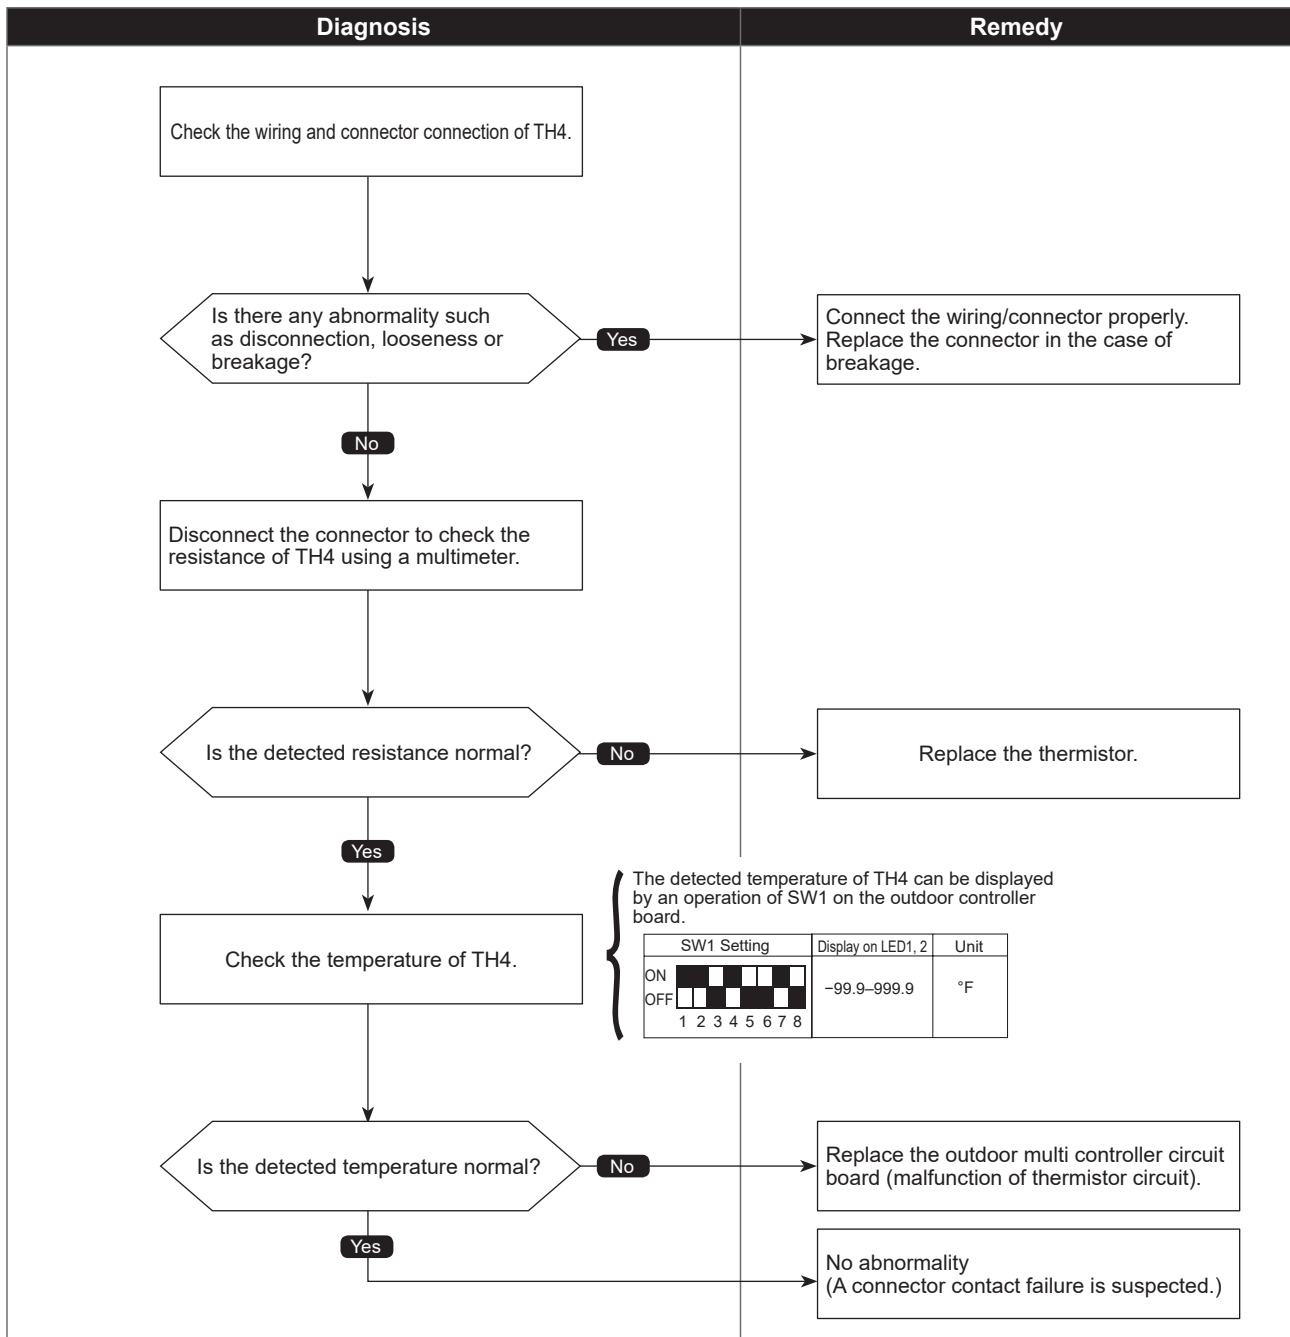 Diagnosis
Remedy
Check the wiring and connector connection of TH4.
Is there any abnormality such
as disconnection, looseness or
breakage?
Yes
Connect the wiring/connector properly.
Replace the connector in the case of
breakage.
No
Disconnect the connector to check the
resistance of TH4 using a multimeter.
Is the detected resistance normal?
No
Replace the thermistor.
Yes
Check the temperature of TH4.
The detected temperature of TH4 can be displayed
by an operation of SW1 on the outdoor controller
board.
SW1 Setting
Display on LED1, 2
Unit
ON
OFF
1 2 3 4 5 6 7 8
−99.9–999.9
°F
Is the detected temperature normal?
No
Replace the outdoor multi controller circuit
board (malfunction of thermistor circuit).
Yes
No abnormality
(A connector contact failure is suspected.)